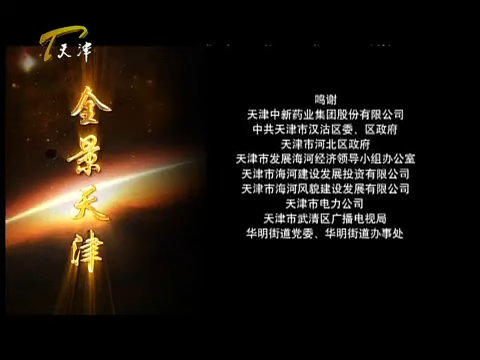 天津
全景天津
鸣谢
天津中新药业集团股份有限公司
中共天津市汉沽区委、区政府
天津市河北区政府
天津市发展海河经济领导小组办公室
天津市海河建设发展投资有限公司
天津市海河风貌建设发展有限公司
天津市电力公司
天津市武清区广播电视局
华明街道党委、华明街道办事处